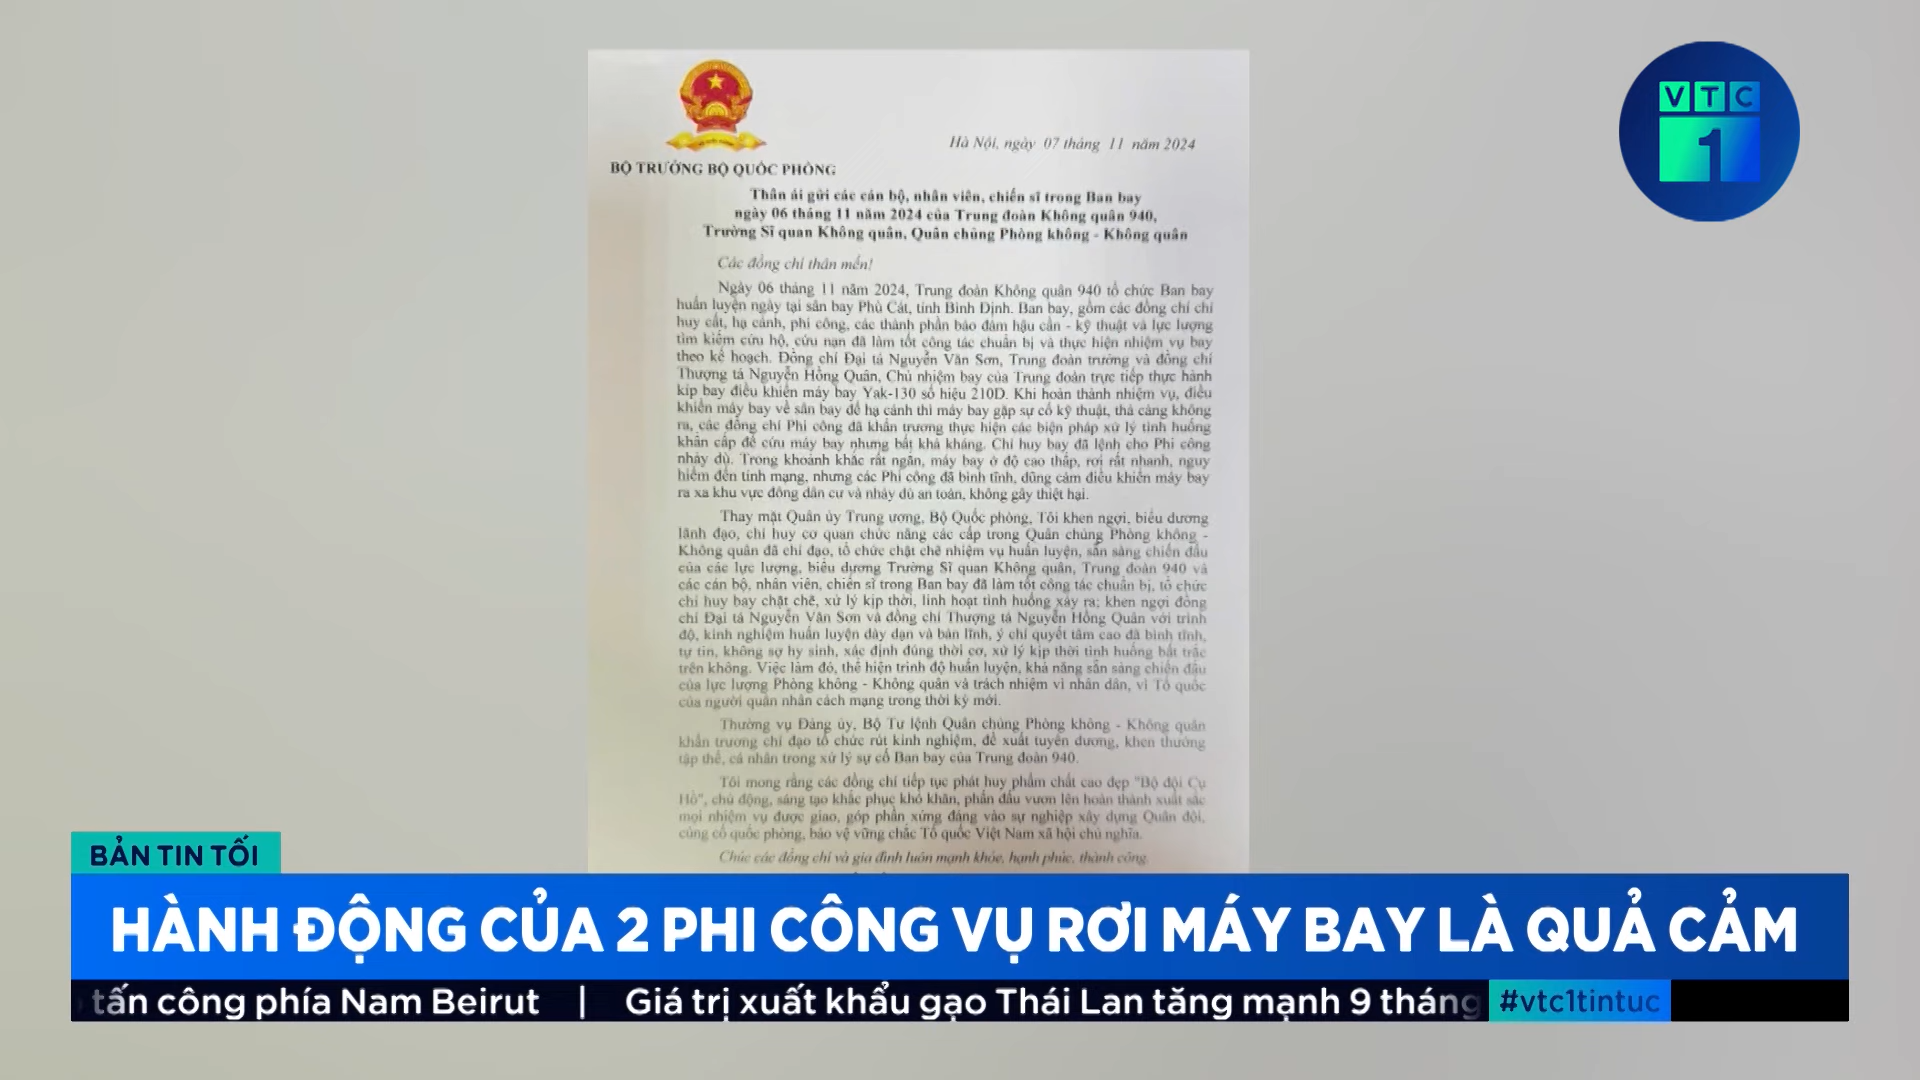 VTC
1
Hà Nội, ngày 07 tháng 11 năm 2024
BỘ TRƯỞNG BỘ QUỐC PHÒNG
Thân ái gửi các cán bộ, nhân viên, chiến sĩ trong Ban bay
ngày 06 tháng 11 năm 2024 của Trung đoàn Không quân 940,
Trường Sĩ quan Không quân, Quân chủng Phòng không - Không quân
Các đồng chí thân mến!
Ngày 06 tháng 11 năm 2024, Trung đoàn Không quân 940 tổ chức Ban bay
huấn luyện ngày tại sân bay Phù Cát, tỉnh Bình Định. Ban bay, gồm các đồng chí chỉ
huy cất, hạ cánh, phi công, các thành phần bảo đảm hậu cần - kỹ thuật và lực lượng
tìm kiếm cứu hộ, cứu nạn đã làm tốt công tác chuẩn bị và thực hiện nhiệm vụ bay
theo kế hoạch. Đồng chí Đại tá Nguyễn Văn Sơn, Trung đoàn trưởng và đồng chí
Thượng tá Nguyễn Hồng Quân, Chủ nhiệm bay của Trung đoàn trực tiếp thực hành
kíp bay điều khiển máy bay Yak-130 số hiệu 210D. Khi hoàn thành nhiệm vụ, điều
khiển máy bay về sân bay để hạ cánh thì máy bay gặp sự cố kỹ thuật, thả càng không
ra, các đồng chí Phi công đã khẩn trương thực hiện các biện pháp xử lý tình huống
khẩn cấp để cứu máy bay nhưng bất khả kháng. Chỉ huy bay đã lệnh cho Phi công
nhảy dù. Trong khoảnh khắc rất ngắn, máy bay ở độ cao thấp, rơi rất nhanh, nguy
hiểm đến tính mạng, nhưng các Phi công đã bình tĩnh, dũng cảm điều khiển máy bay
ra xa khu vực đông dân cư và nhảy dù an toàn, không gây thiệt hại.
Thay mặt Quân ủy Trung ương, Bộ Quốc phòng, Tôi khen ngợi, biểu dương
lãnh đạo, chỉ huy cơ quan chức năng các cấp trong Quân chủng Phòng không -
Không quân đã chỉ đạo, tổ chức chặt chẽ nhiệm vụ huấn luyện, sẵn sàng chiến đấu
của các lực lượng, biểu dương Trường Sĩ quan Không quân, Trung đoàn 940 và
các cán bộ, nhân viên, chiến sĩ trong Ban bay đã làm tốt công tác chuẩn bị, tổ chức
chỉ huy bay chặt chẽ, xử lý kịp thời, linh hoạt tình huống xảy ra; khen ngợi đồng
chí Đại tá Nguyễn Văn Sơn và đồng chí Thượng tá Nguyễn Hồng Quân với trình
độ, kinh nghiệm huấn luyện dày dạn và bản lĩnh, ý chí quyết tâm cao đã bình tĩnh,
tự tin, không sợ hy sinh, xác định đúng thời cơ, xử lý kịp thời tình huống bất trắc
trên không. Việc làm đó, thể hiện trình độ huấn luyện, khả năng sẵn sàng chiến đấu
của lực lượng Phòng không - Không quân và trách nhiệm vì nhân dân, vì Tổ quốc
của người quân nhân cách mạng trong thời kỳ mới.
Thường vụ Đảng ủy, Bộ Tư lệnh Quân chủng Phòng không - Không quân
khẩn trương chỉ đạo tổ chức rút kinh nghiệm, đề xuất tuyên dương, khen thưởng
tập thể, cá nhân trong xử lý sự cố Ban bay của Trung đoàn 940.
Tôi mong rằng các đồng chí tiếp tục phát huy phẩm chất cao đẹp "Bộ đội Cụ
Hồ", chủ động, sáng tạo khắc phục khó khăn, phấn đấu vươn lên hoàn thành xuất sắc
mọi nhiệm vụ được giao, góp phần xứng đáng vào sự nghiệp xây dựng Quân đội,
củng cố quốc phòng, bảo vệ vững chắc Tổ quốc Việt Nam xã hội chủ nghĩa.
Chúc các đồng chí và gia đình luôn mạnh khỏe, hạnh phúc, thành công.
BẢN TIN TỐI
HÀNH ĐỘNG CỦA 2 PHI CÔNG VỤ RƠI MÁY BAY LÀ QUẢ CẢM
tấn công phía Nam Beirut | Giá trị xuất khẩu gạo Thái Lan tăng mạnh 9 tháng
#vtc1tintuc